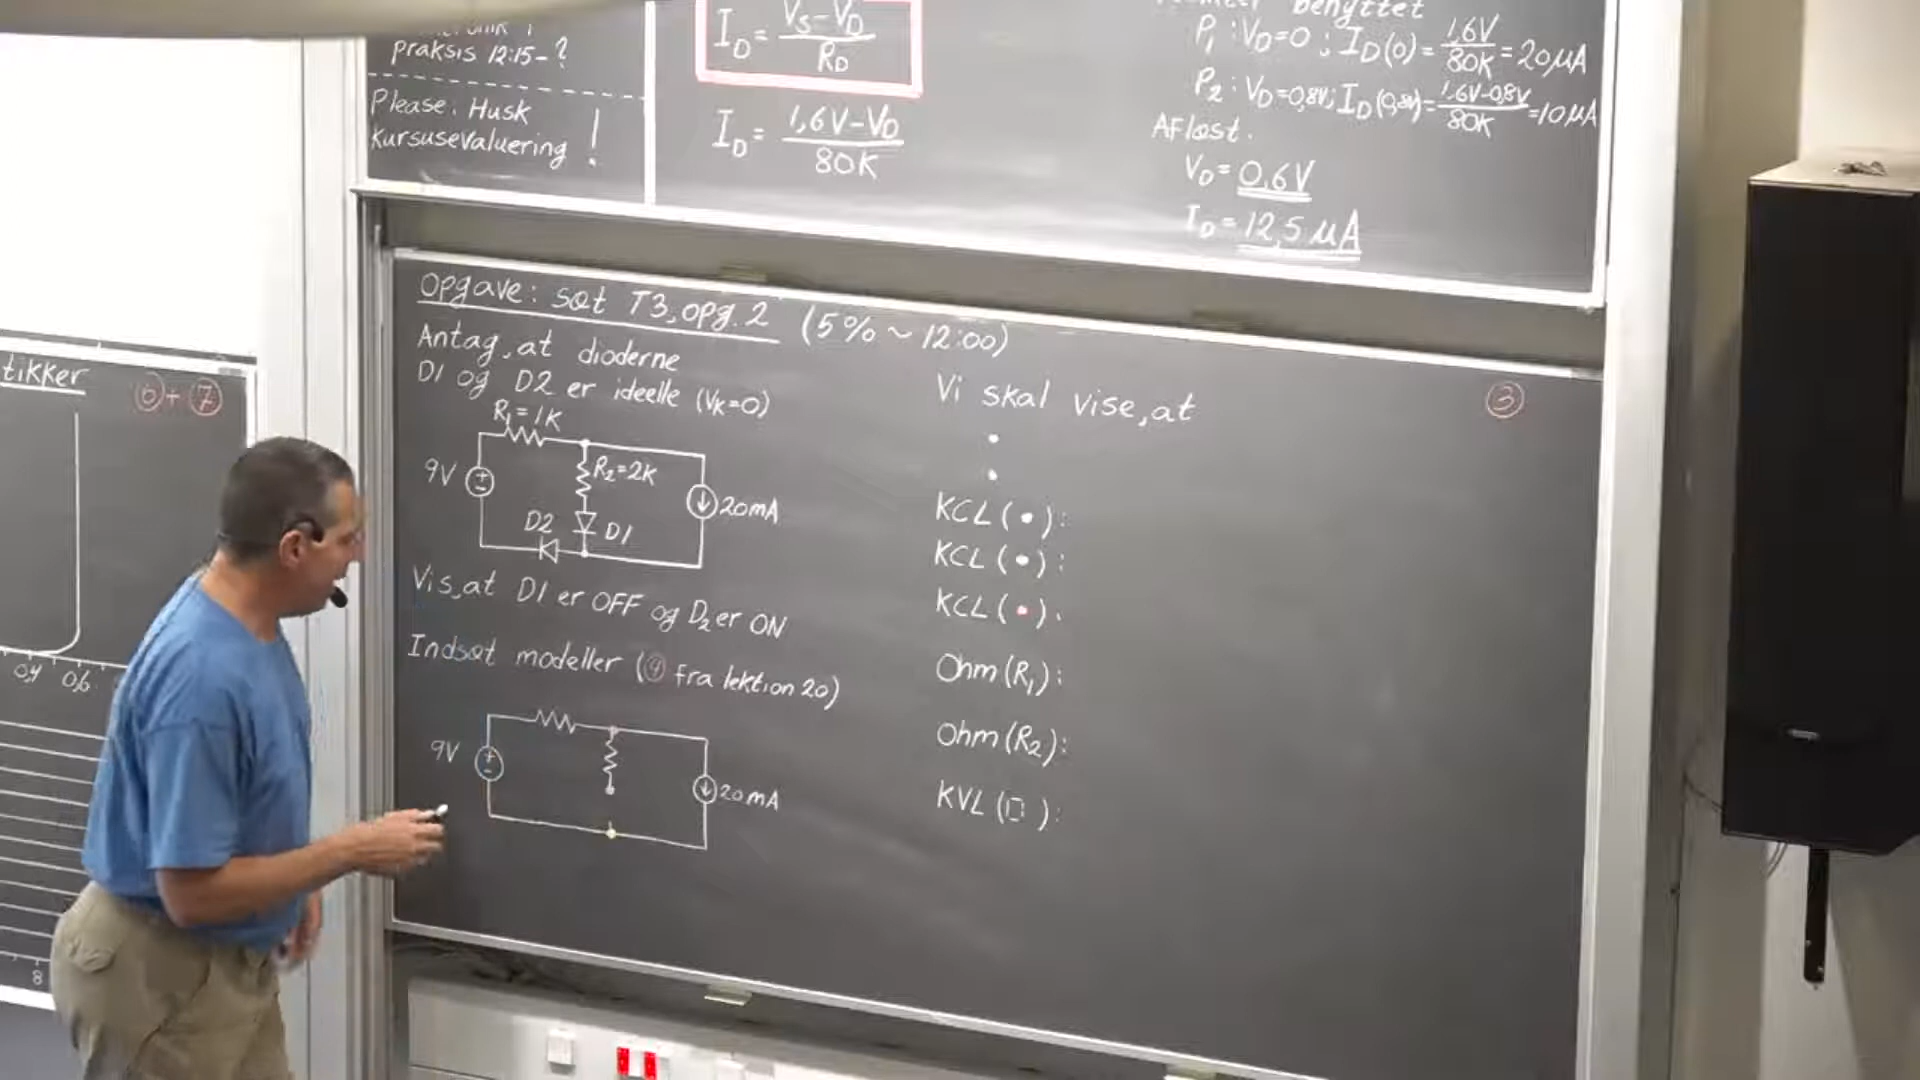 praksis 12:15-?
Please: Husk
kursusevaluering !
I_D = (V_S-V_D)/R_D
I_D = (1,6V-V_D)/80K
benyttet
P₁: V_D=0; I_D(0)= 1,6V/80K = 20µA
P₂: V_D=0,8V; I_D(0,8V)= (1,6V-0,8V)/80K = 10µA
Aflæst:
V_D = 0,6V
I_D = 12,5 µA
tikker
⑥+⑦
0,4 0,6
8
Opgave: sæt T3, opg. 2 (5% ~ 12:00)
Antag, at dioderne
D1 og D2 er ideelle (V_K=0)
R₁=1K
9V
R₂=2K
20mA
D2
D1
Vis, at D1 er OFF og D₂ er ON
Indsæt modeller (④ fra lektion 20)
9V
20mA
Vi skal vise, at
③
•
•
KCL(•):
KCL(•):
KCL(•):
Ohm(R₁):
Ohm(R₂):
KVL(□):